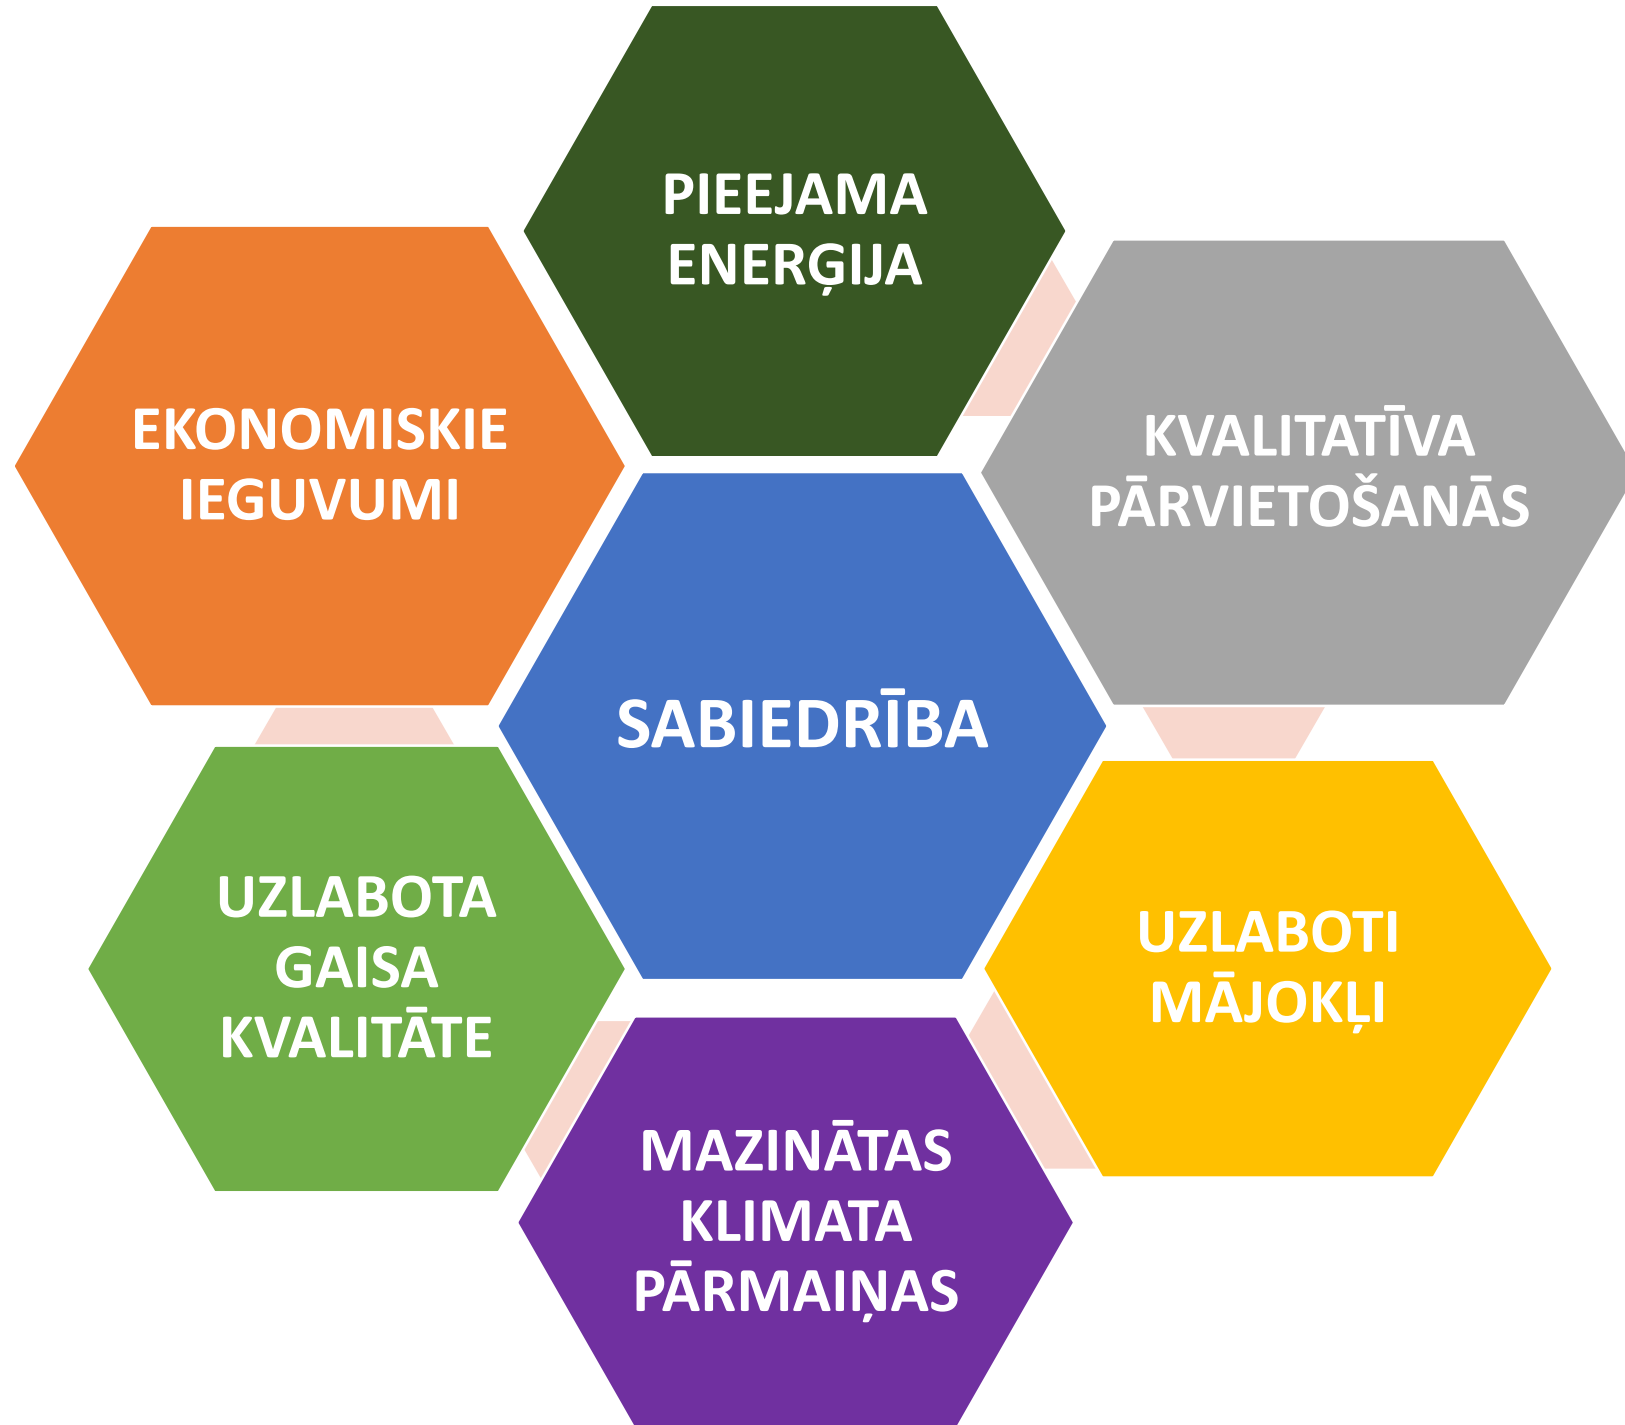 PIEEJAMA
ENERĢIJA
EKONOMISKIE
IEGUVUMI
KVALITATĪVA
PĀRVIETOŠANĀS
SABIEDRĪBA
UZLABOTA
GAISA
KVALITĀTE
UZLABOTI
MĀJOKĻI
MAZINĀTAS
KLIMATA
PĀRMAIŅAS